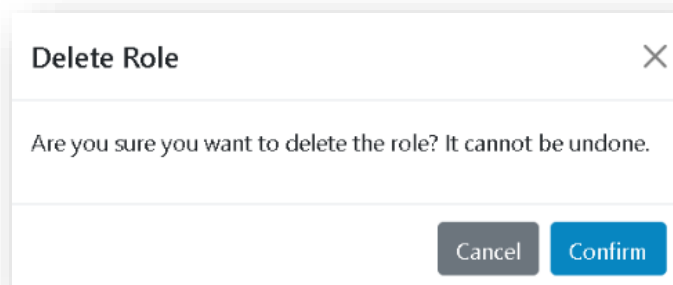 Delete Role
Are you sure you want to delete the role? It cannot be undone.
Cancel Confirm